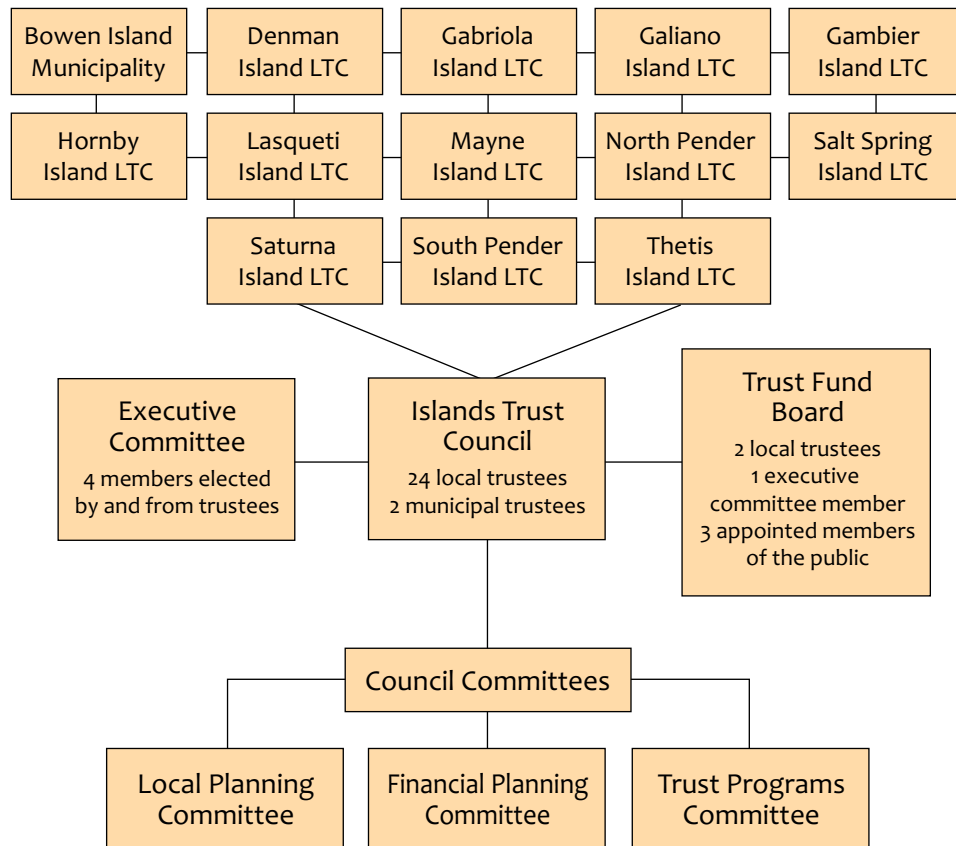 Bowen Island
Municipality
Denman
Island LTC
Gabriola
Island LTC
Galiano
Island LTC
Gambier
Island LTC
Hornby
Island LTC
Lasqueti
Island LTC
Mayne
Island LTC
North Pender
Island LTC
Salt Spring
Island LTC
Saturna
Island LTC
South Pender
Island LTC
Thetis
Island LTC
Executive
Committee
4 members elected
by and from trustees
Islands Trust
Council
24 local trustees
2 municipal trustees
Trust Fund
Board
2 local trustees
1 executive
committee member
3 appointed members
of the public
Council Committees
Local Planning
Committee
Financial Planning
Committee
Trust Programs
Committee